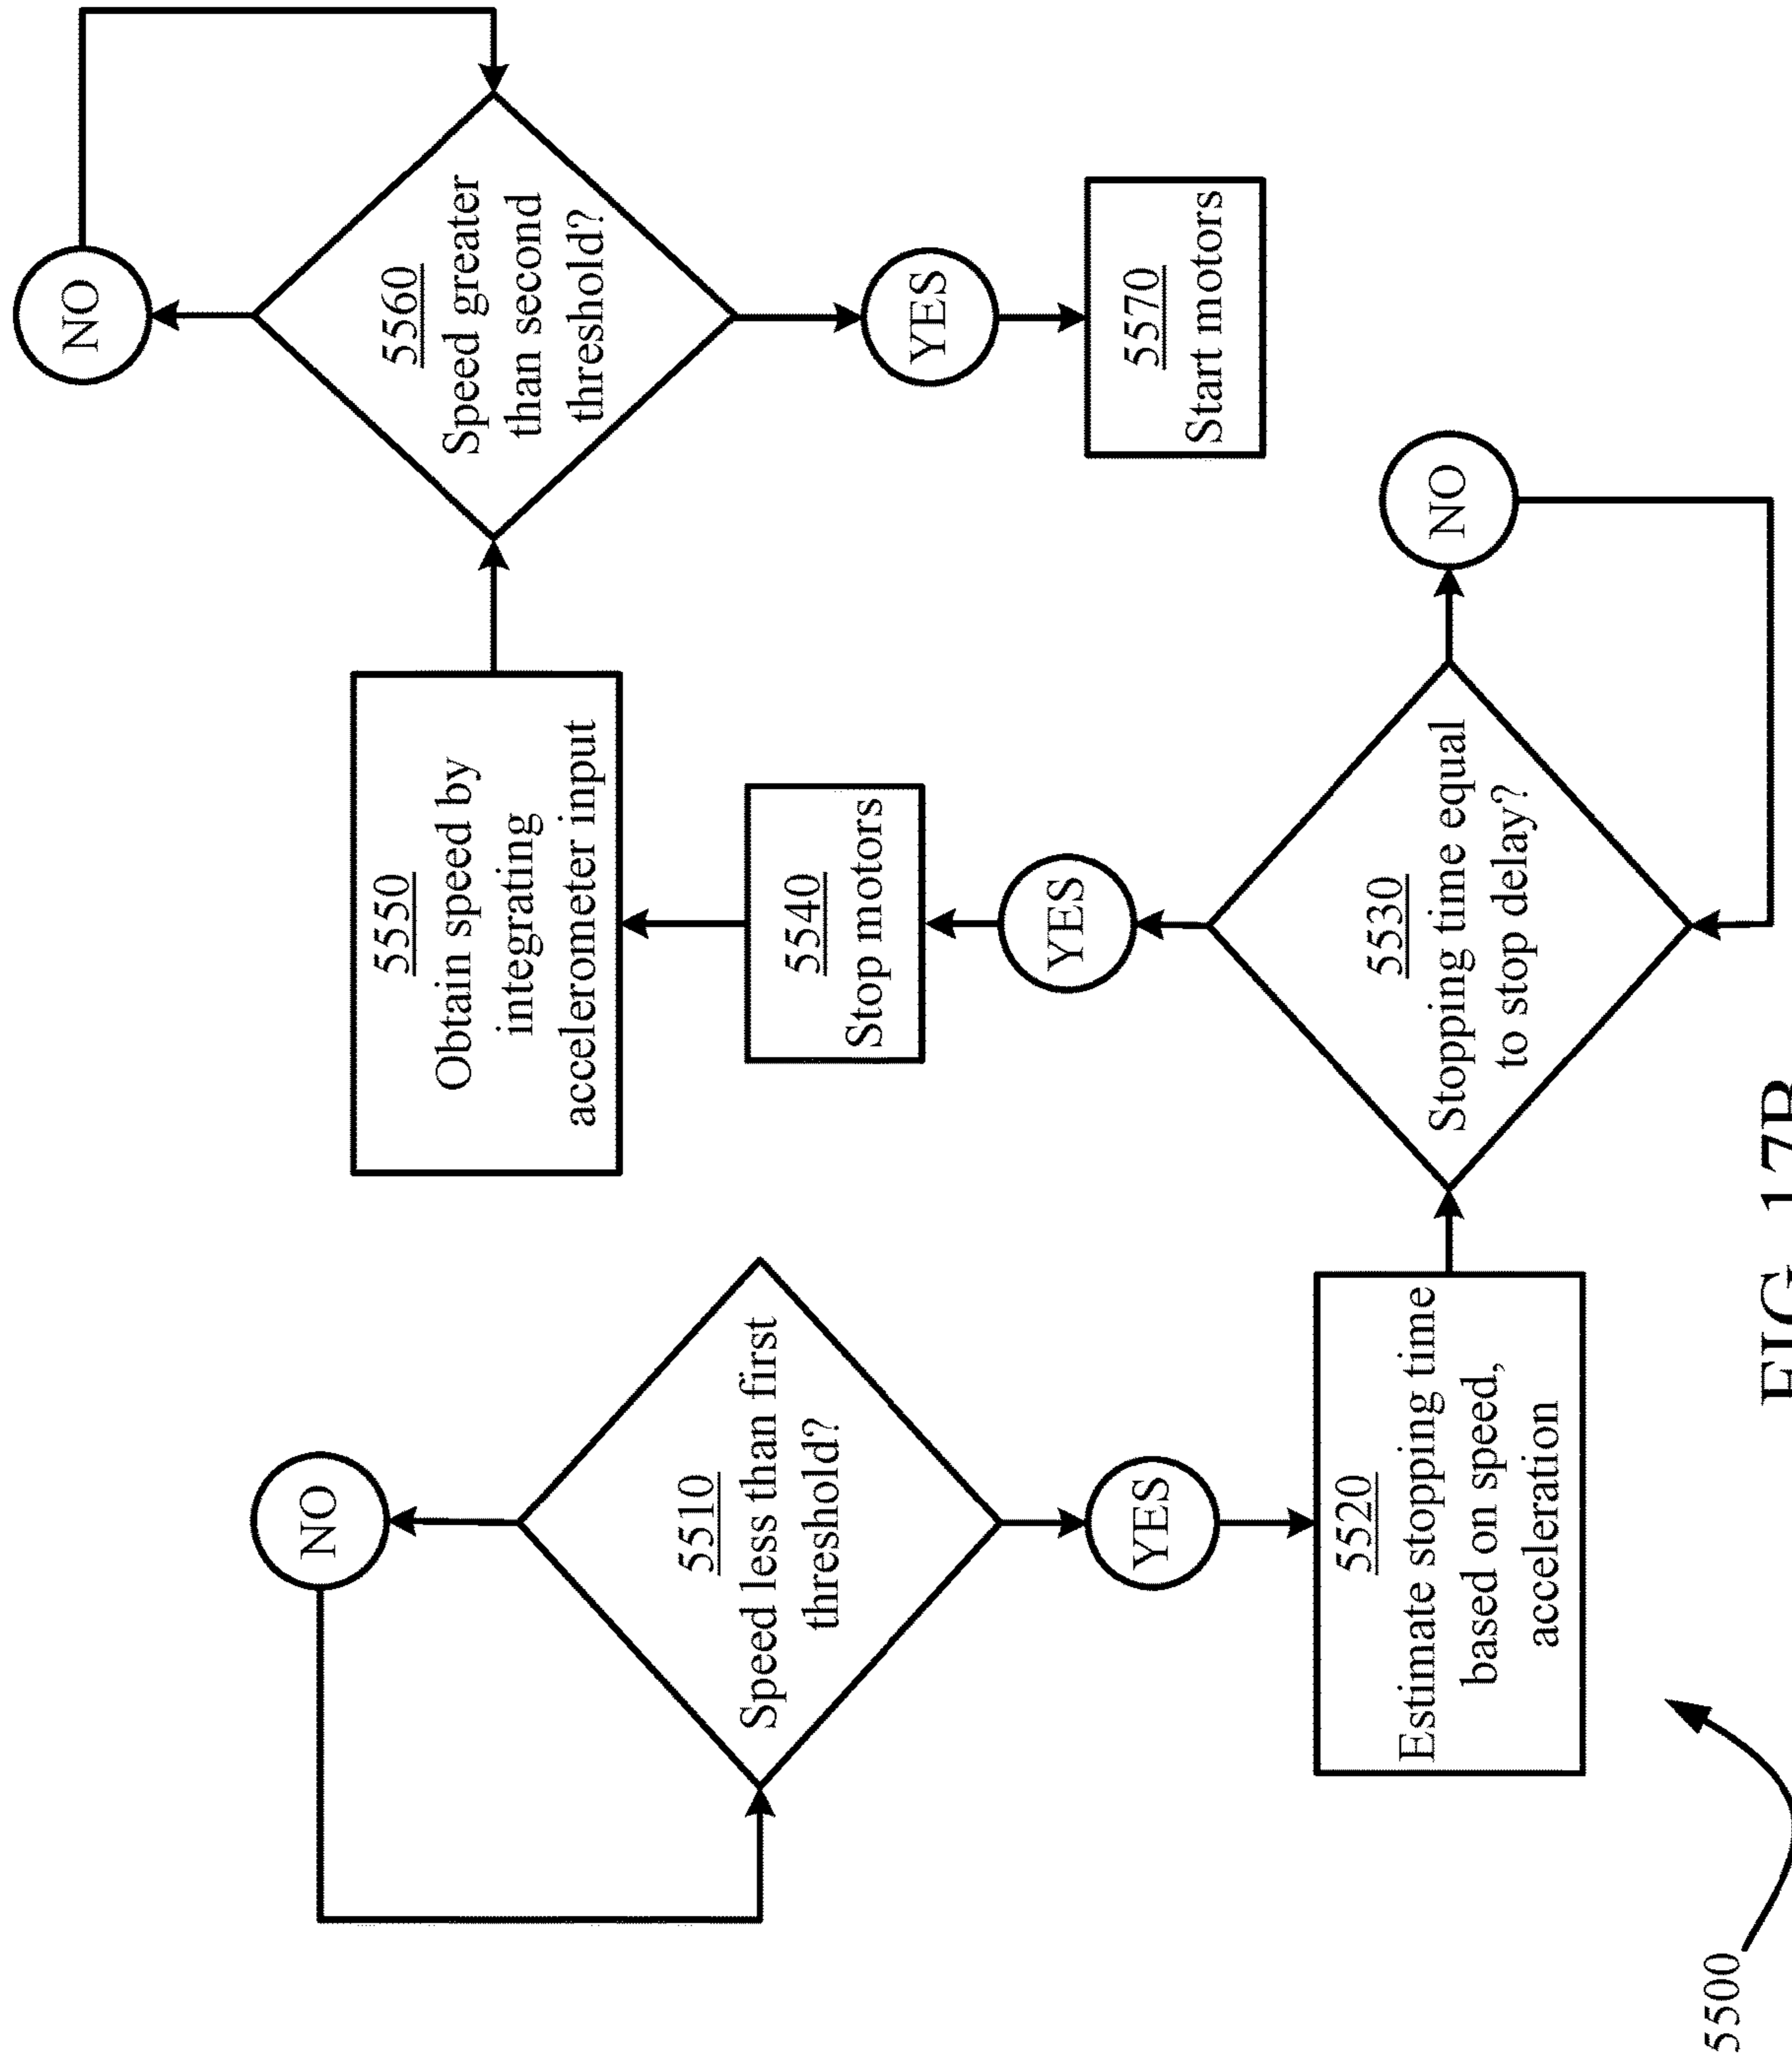 NO
5510
Speed less than first
threshold?
YES
5520
Estimate stopping time
based on speed,
acceleration
5530
Stopping time equal
to stop delay?
NO
YES
5540
Stop motors
5550
Obtain speed by
integrating
accelerometer input
5560
Speed greater
than second
threshold?
NO
YES
5570
Start motors
5500
FIG. 17B